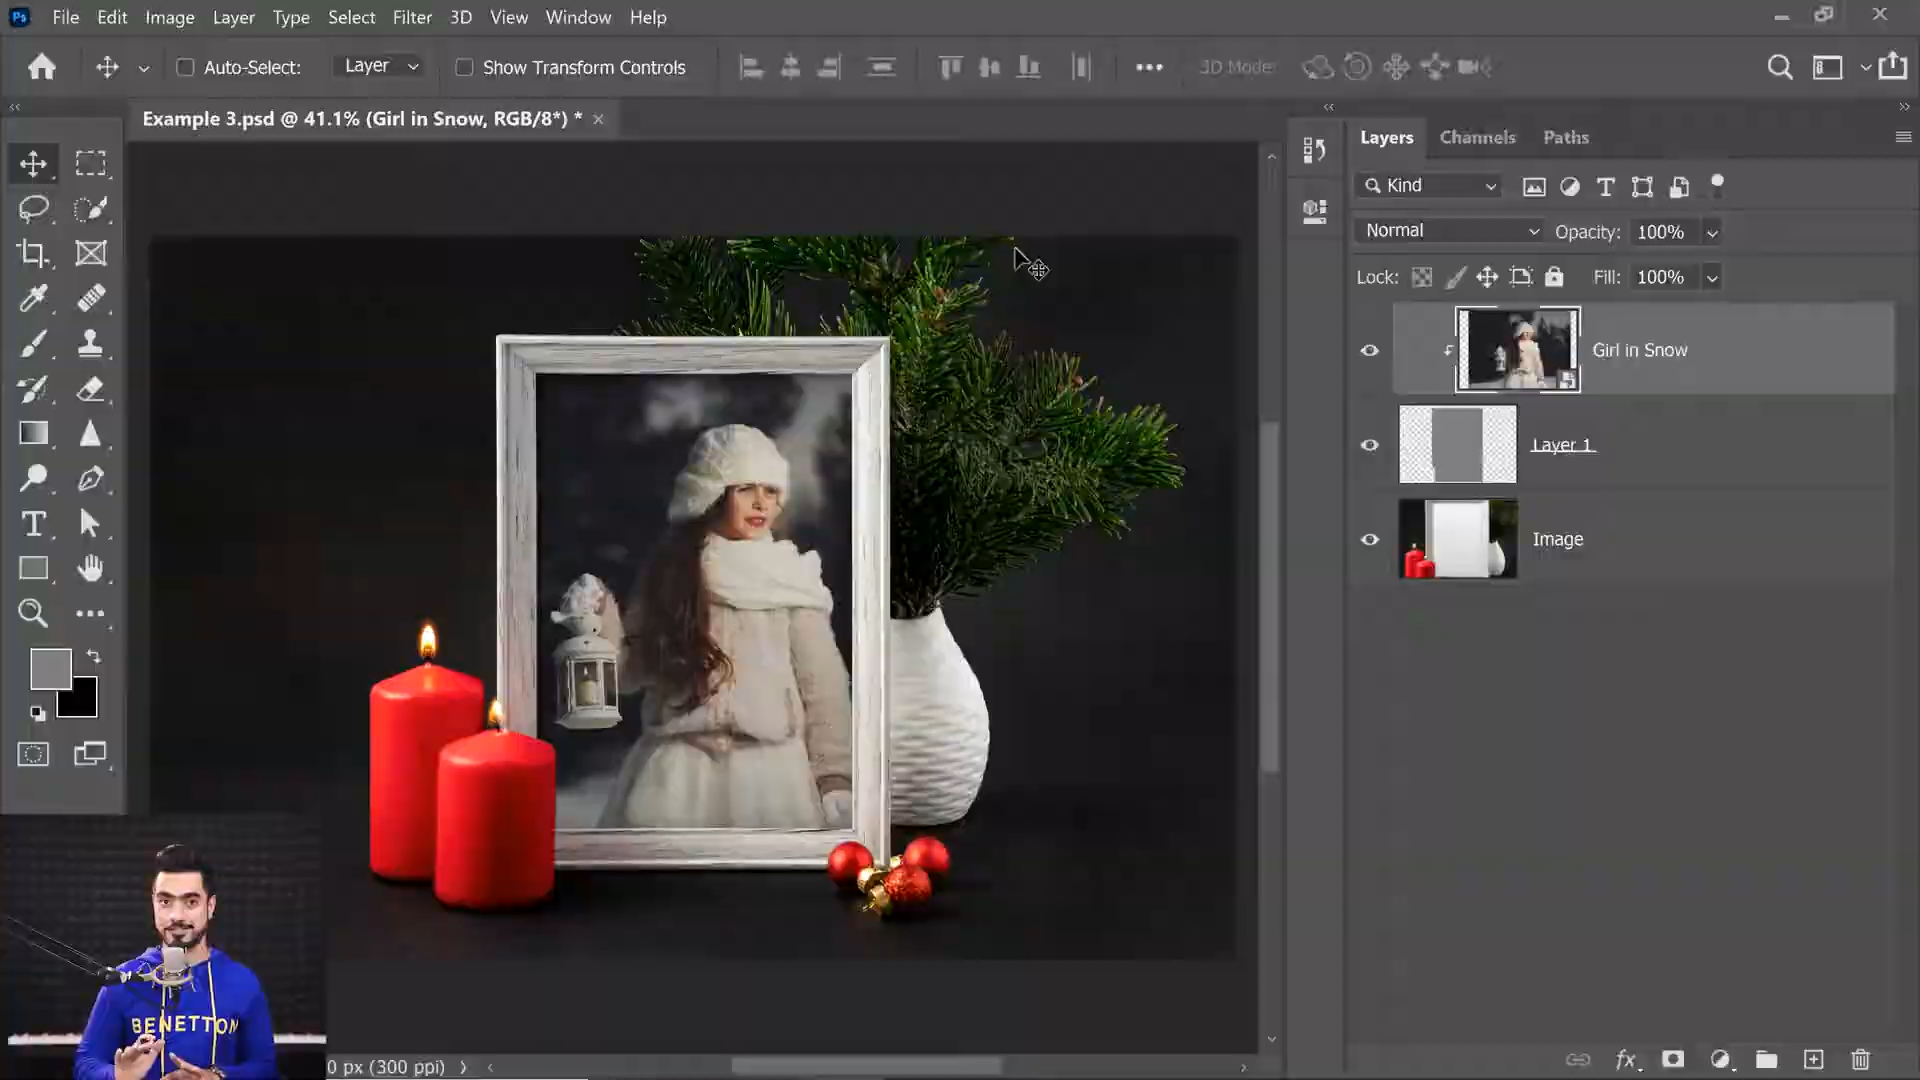 Ps File Edit Image Layer Type Select Filter 3D View Window Help
Auto-Select: Layer Show Transform Controls 3D Mode:
Example 3.psd @ 41.1% (Girl in Snow, RGB/8*) *
Layers Channels Paths
Kind
Normal Opacity: 100%
Lock: Fill: 100%
Girl in Snow
Layer 1
Image
BENETTON
0 px (300 ppi)
fx